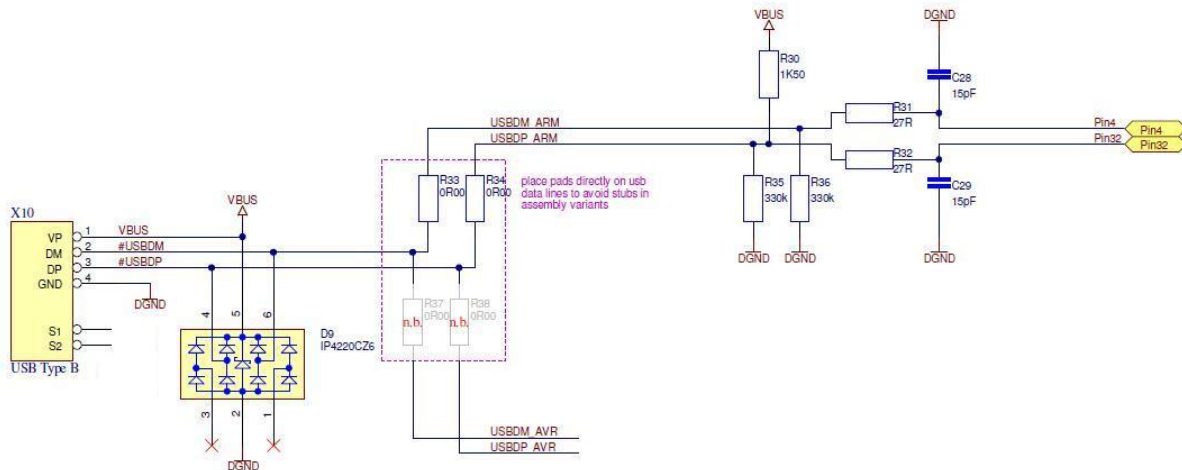 VBUS
DGND
R30
1K50
C28
15pF
R31
27R
USBDM_ARM
Pin4
Pin4
USBDP_ARM
Pin32
Pin32
R32
27R
R33
0R00
R34
0R00
place pads directly on usb
data lines to avoid stubs in
assembly variants
R35
330k
R36
330k
C29
15pF
DGND
DGND
DGND
X10
VBUS
VP
1
VBUS
DM
2
#USBDM
DP
3
#USBDP
GND
4
DGND
S1
S2
USB Type B
4
5
6
D9
IP4220CZ6
3
2
1
DGND
R37
0R00
n.b.
R38
0R00
n.b.
USBDM_AVR
USBDP_AVR